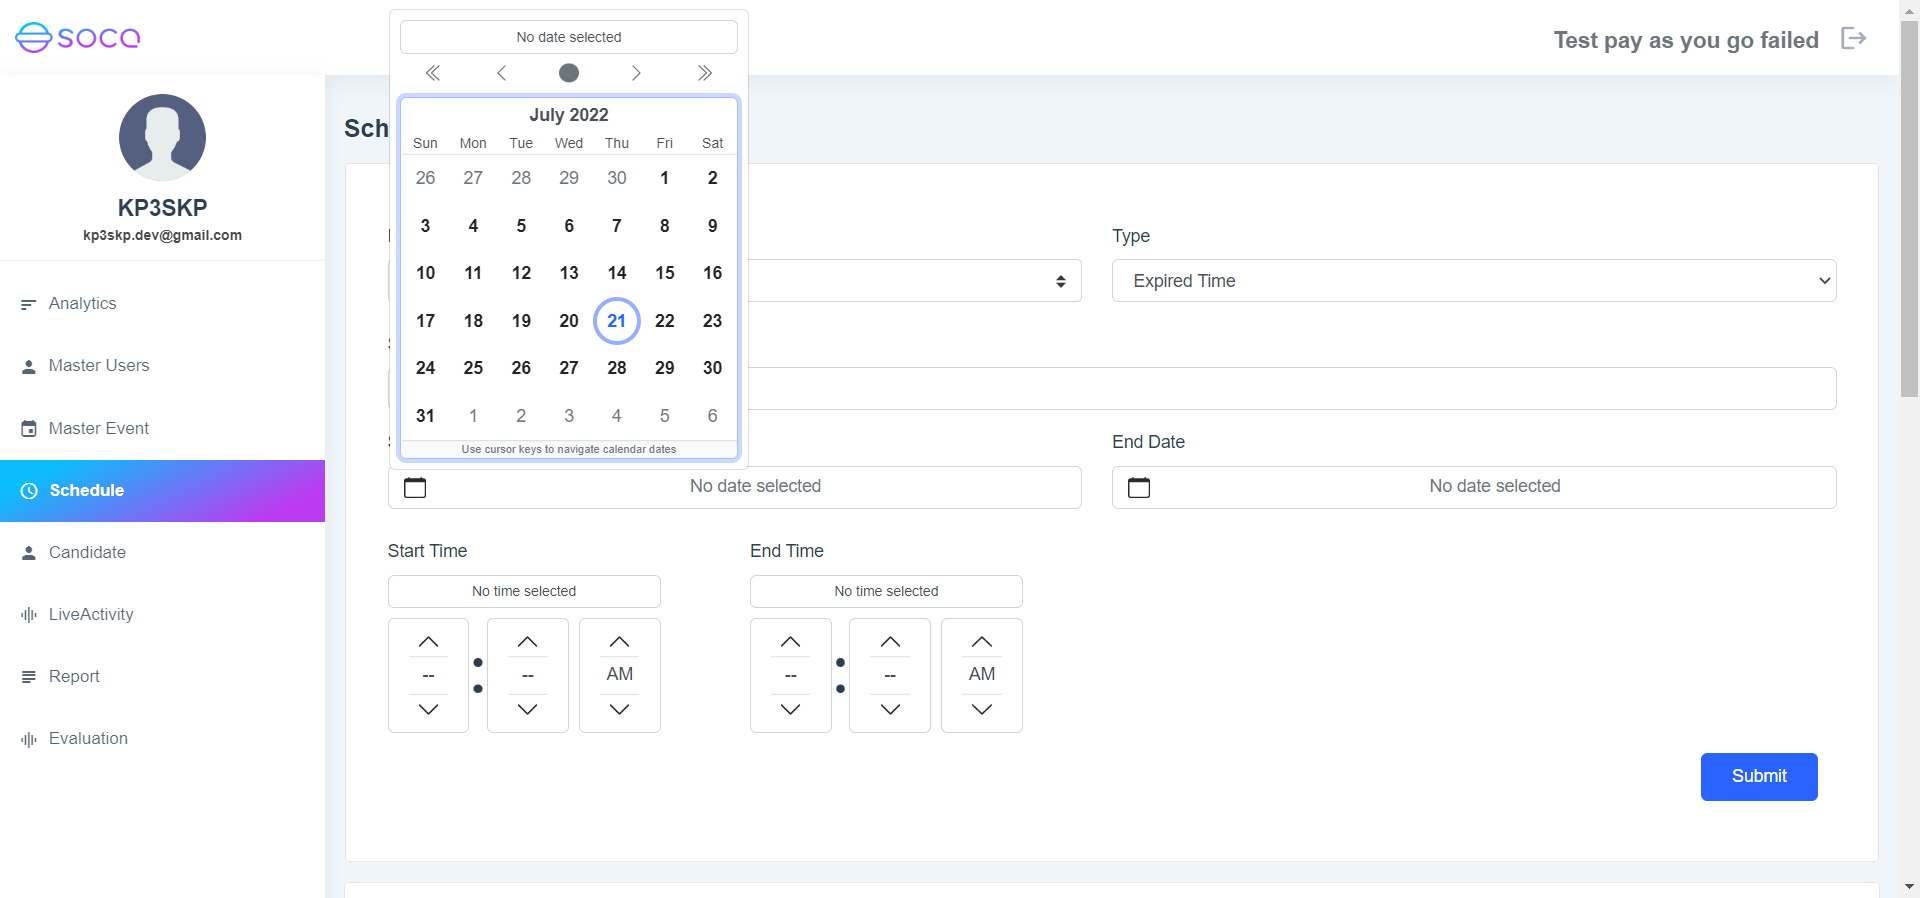 SOCA
Test pay as you go failed
KP3SKP
kp3skp.dev@gmail.com
Analytics
Master Users
Master Event
Schedule
Candidate
LiveActivity
Report
Evaluation
No date selected
July 2022
Sun Mon Tue Wed Thu Fri Sat
26 27 28 29 30 1 2
3 4 5 6 7 8 9
10 11 12 13 14 15 16
17 18 19 20 21 22 23
24 25 26 27 28 29 30
31 1 2 3 4 5 6
Use cursor keys to navigate calendar dates
Sch
Type
Expired Time
End Date
No date selected
No date selected
Start Time
End Time
No time selected
No time selected
-- : -- AM
-- : -- AM
Submit